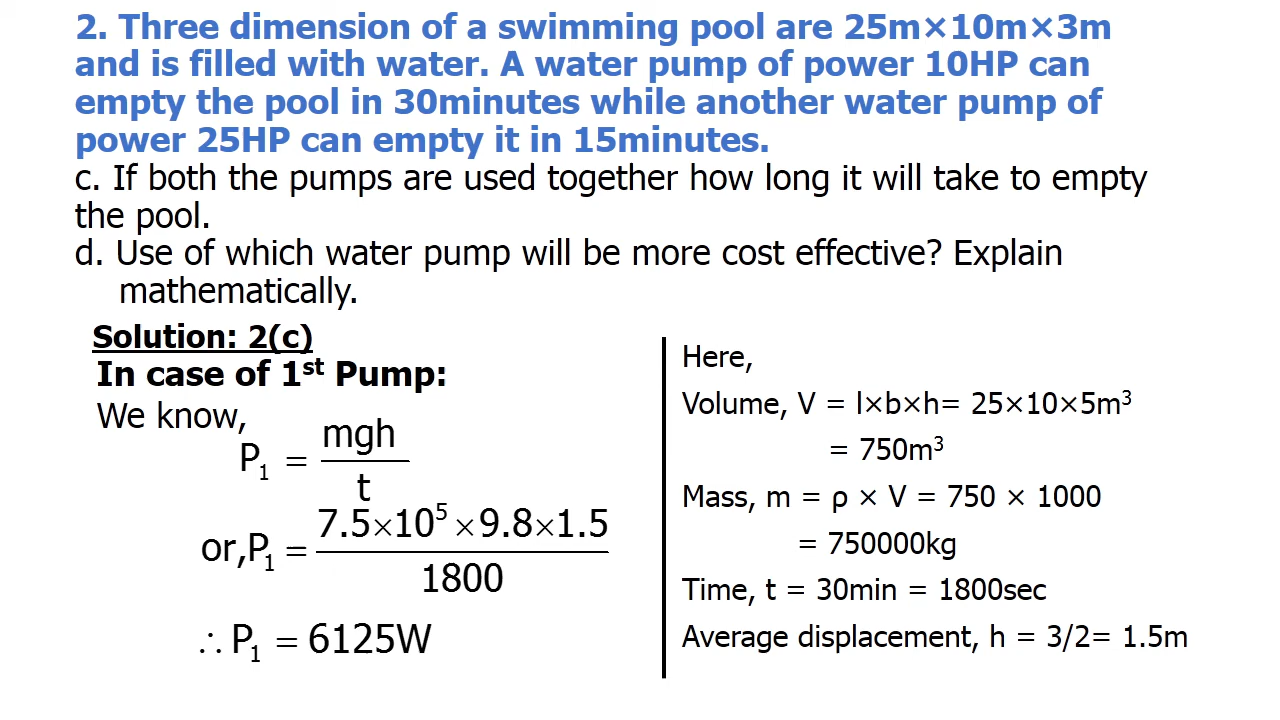 2. Three dimension of a swimming pool are 25m×10m×3m
and is filled with water. A water pump of power 10HP can
empty the pool in 30minutes while another water pump of
power 25HP can empty it in 15minutes.
c. If both the pumps are used together how long it will take to empty
the pool.
d. Use of which water pump will be more cost effective? Explain
mathematically.
Solution: 2(c)
In case of 1st Pump:
We know,
P₁ = mgh / t
or,P₁ = 7.5×10⁵×9.8×1.5 / 1800
∴ P₁ = 6125W
Here,
Volume, V = l×b×h= 25×10×5m³
= 750m³
Mass, m = ρ × V = 750 × 1000
= 750000kg
Time, t = 30min = 1800sec
Average displacement, h = 3/2= 1.5m